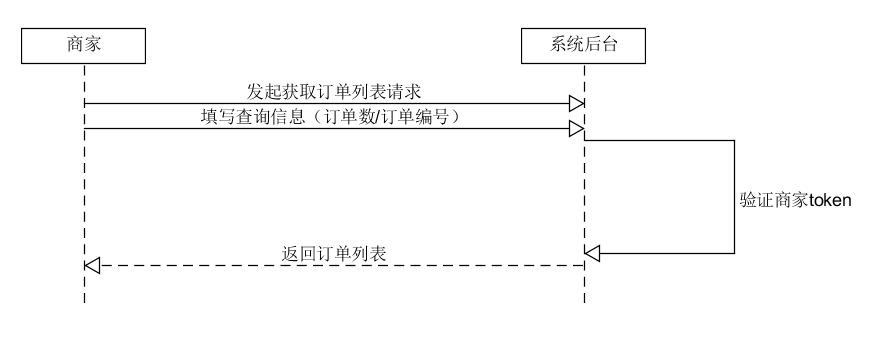 商家
系统后台
发起获取订单列表请求
填写查询信息（订单数/订单编号）
验证商家token
返回订单列表